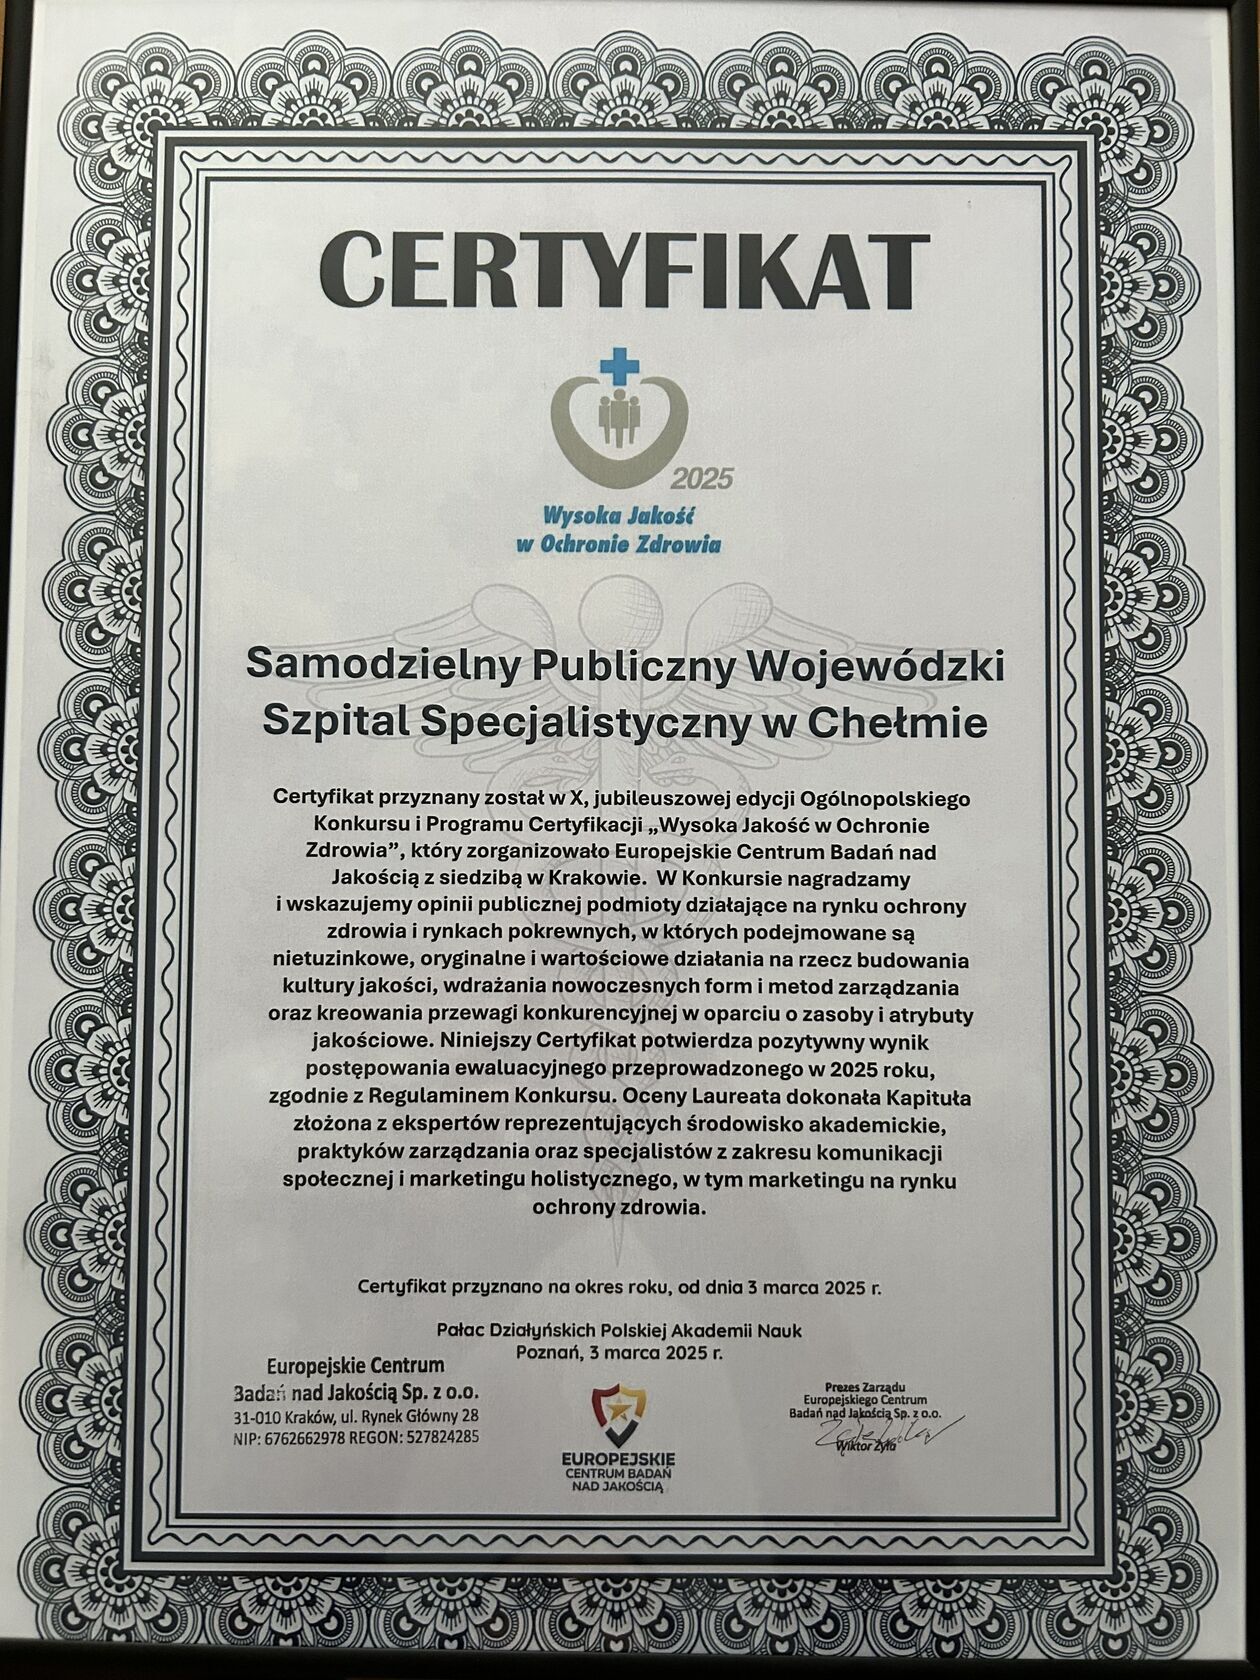 CERTYFIKAT
2025
Wysoka Jakość
w Ochronie Zdrowia
Samodzielny Publiczny Wojewódzki
Szpital Specjalistyczny w Chełmie
Certyfikat przyznany został w X, jubileuszowej edycji Ogólnopolskiego
Konkursu i Programu Certyfikacji „Wysoka Jakość w Ochronie
Zdrowia”, który zorganizowało Europejskie Centrum Badań nad
Jakością z siedzibą w Krakowie. W Konkursie nagradzamy
i wskazujemy opinii publicznej podmioty działające na rynku ochrony
zdrowia i rynkach pokrewnych, w których podejmowane są
nietuzinkowe, oryginalne i wartościowe działania na rzecz budowania
kultury jakości, wdrażania nowoczesnych form i metod zarządzania
oraz kreowania przewagi konkurencyjnej w oparciu o zasoby i atrybuty
jakościowe. Niniejszy Certyfikat potwierdza pozytywny wynik
postępowania ewaluacyjnego przeprowadzonego w 2025 roku,
zgodnie z Regulaminem Konkursu. Oceny Laureata dokonała Kapituła
złożona z ekspertów reprezentujących środowisko akademickie,
praktyków zarządzania oraz specjalistów z zakresu komunikacji
społecznej i marketingu holistycznego, w tym marketingu na rynku
ochrony zdrowia.
Certyfikat przyznano na okres roku, od dnia 3 marca 2025 r.
Pałac Działyńskich Polskiej Akademii Nauk
Poznań, 3 marca 2025 r.
Europejskie Centrum
Badań nad Jakością Sp. z o.o.
31-010 Kraków, ul. Rynek Główny 28
NIP: 6762662978 REGON: 527824285
EUROPEJSKIE
CENTRUM BADAŃ
NAD JAKOŚCIĄ
Prezes Zarządu
Europejskiego Centrum
Badań nad Jakością Sp. z o.o.
Wiktor Żyła